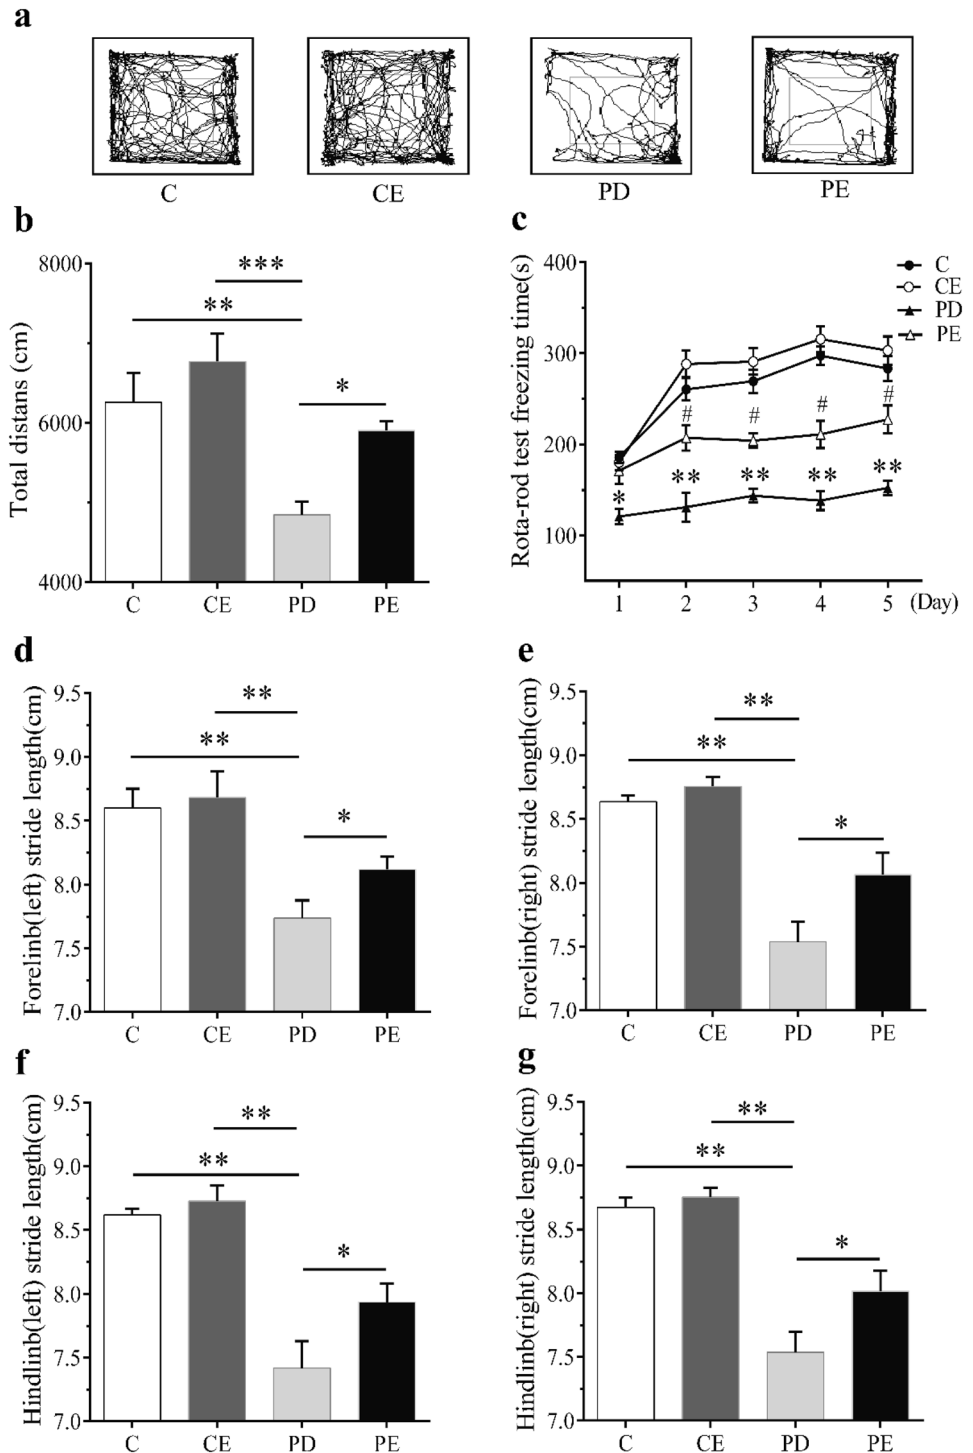 a
C CE PD PE
b
Total distans (cm)
8000
6000
4000
***
**
*
C CE PD PE
c
Rota-rod test freezing time(s)
400
300
200
100
C
CE
PD
PE
# # # #
* ** ** ** **
1 2 3 4 5 (Day)
d
Forelinb(left) stride length(cm)
9.5
9.0
8.5
8.0
7.5
7.0
**
**
*
C CE PD PE
e
Forelinb(right) stride length(cm)
9.5
9.0
8.5
8.0
7.5
7.0
**
**
*
C CE PD PE
f
Hindlinb(left) stride length(cm)
9.5
9.0
8.5
8.0
7.5
7.0
**
**
*
C CE PD PE
g
Hindlinb(right) stride length(cm)
9.5
9.0
8.5
8.0
7.5
7.0
**
**
*
C CE PD PE